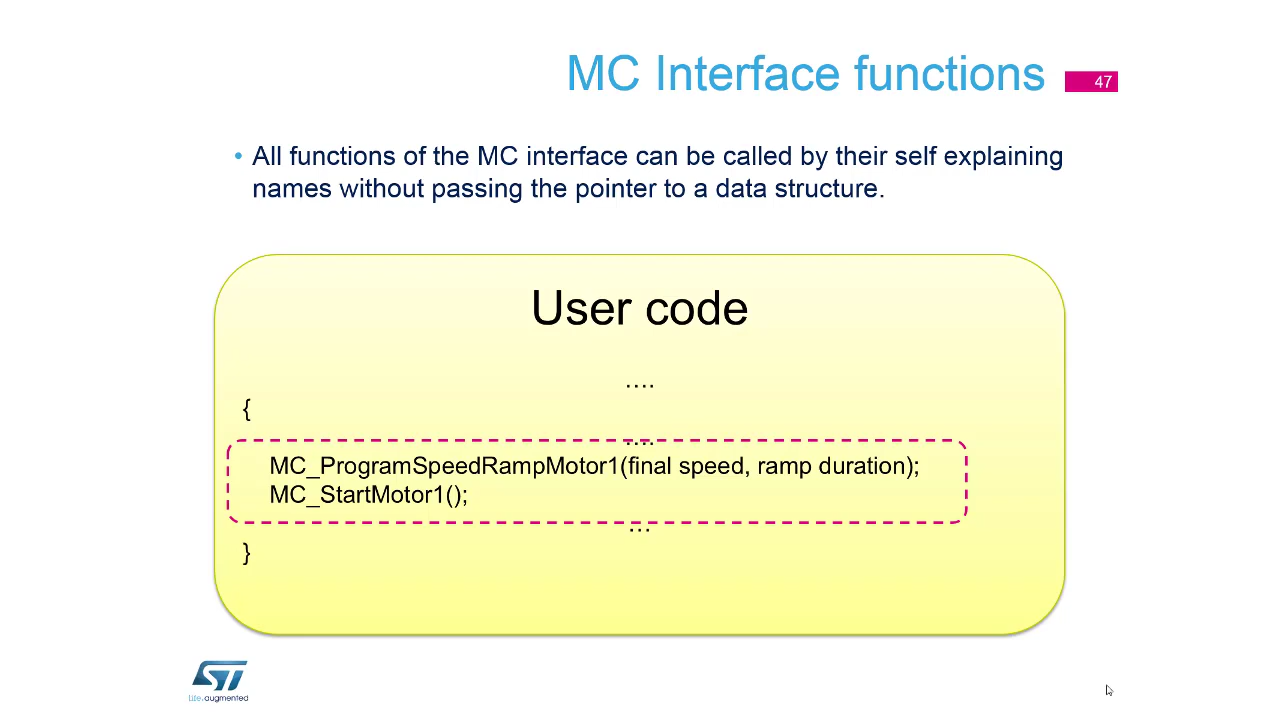 MC Interface functions
47
• All functions of the MC interface can be called by their self explaining
names without passing the pointer to a data structure.
User code
....
{
....
MC_ProgramSpeedRampMotor1(final speed, ramp duration);
MC_StartMotor1();
...
}
ST
life.augmented